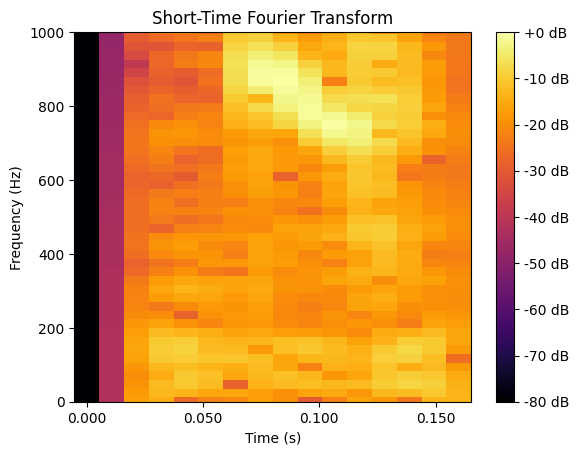 Short-Time Fourier Transform
1000
800
600
400
200
0
Frequency (Hz)
0.000
0.050
0.100
0.150
Time (s)
+0 dB
-10 dB
-20 dB
-30 dB
-40 dB
-50 dB
-60 dB
-70 dB
-80 dB